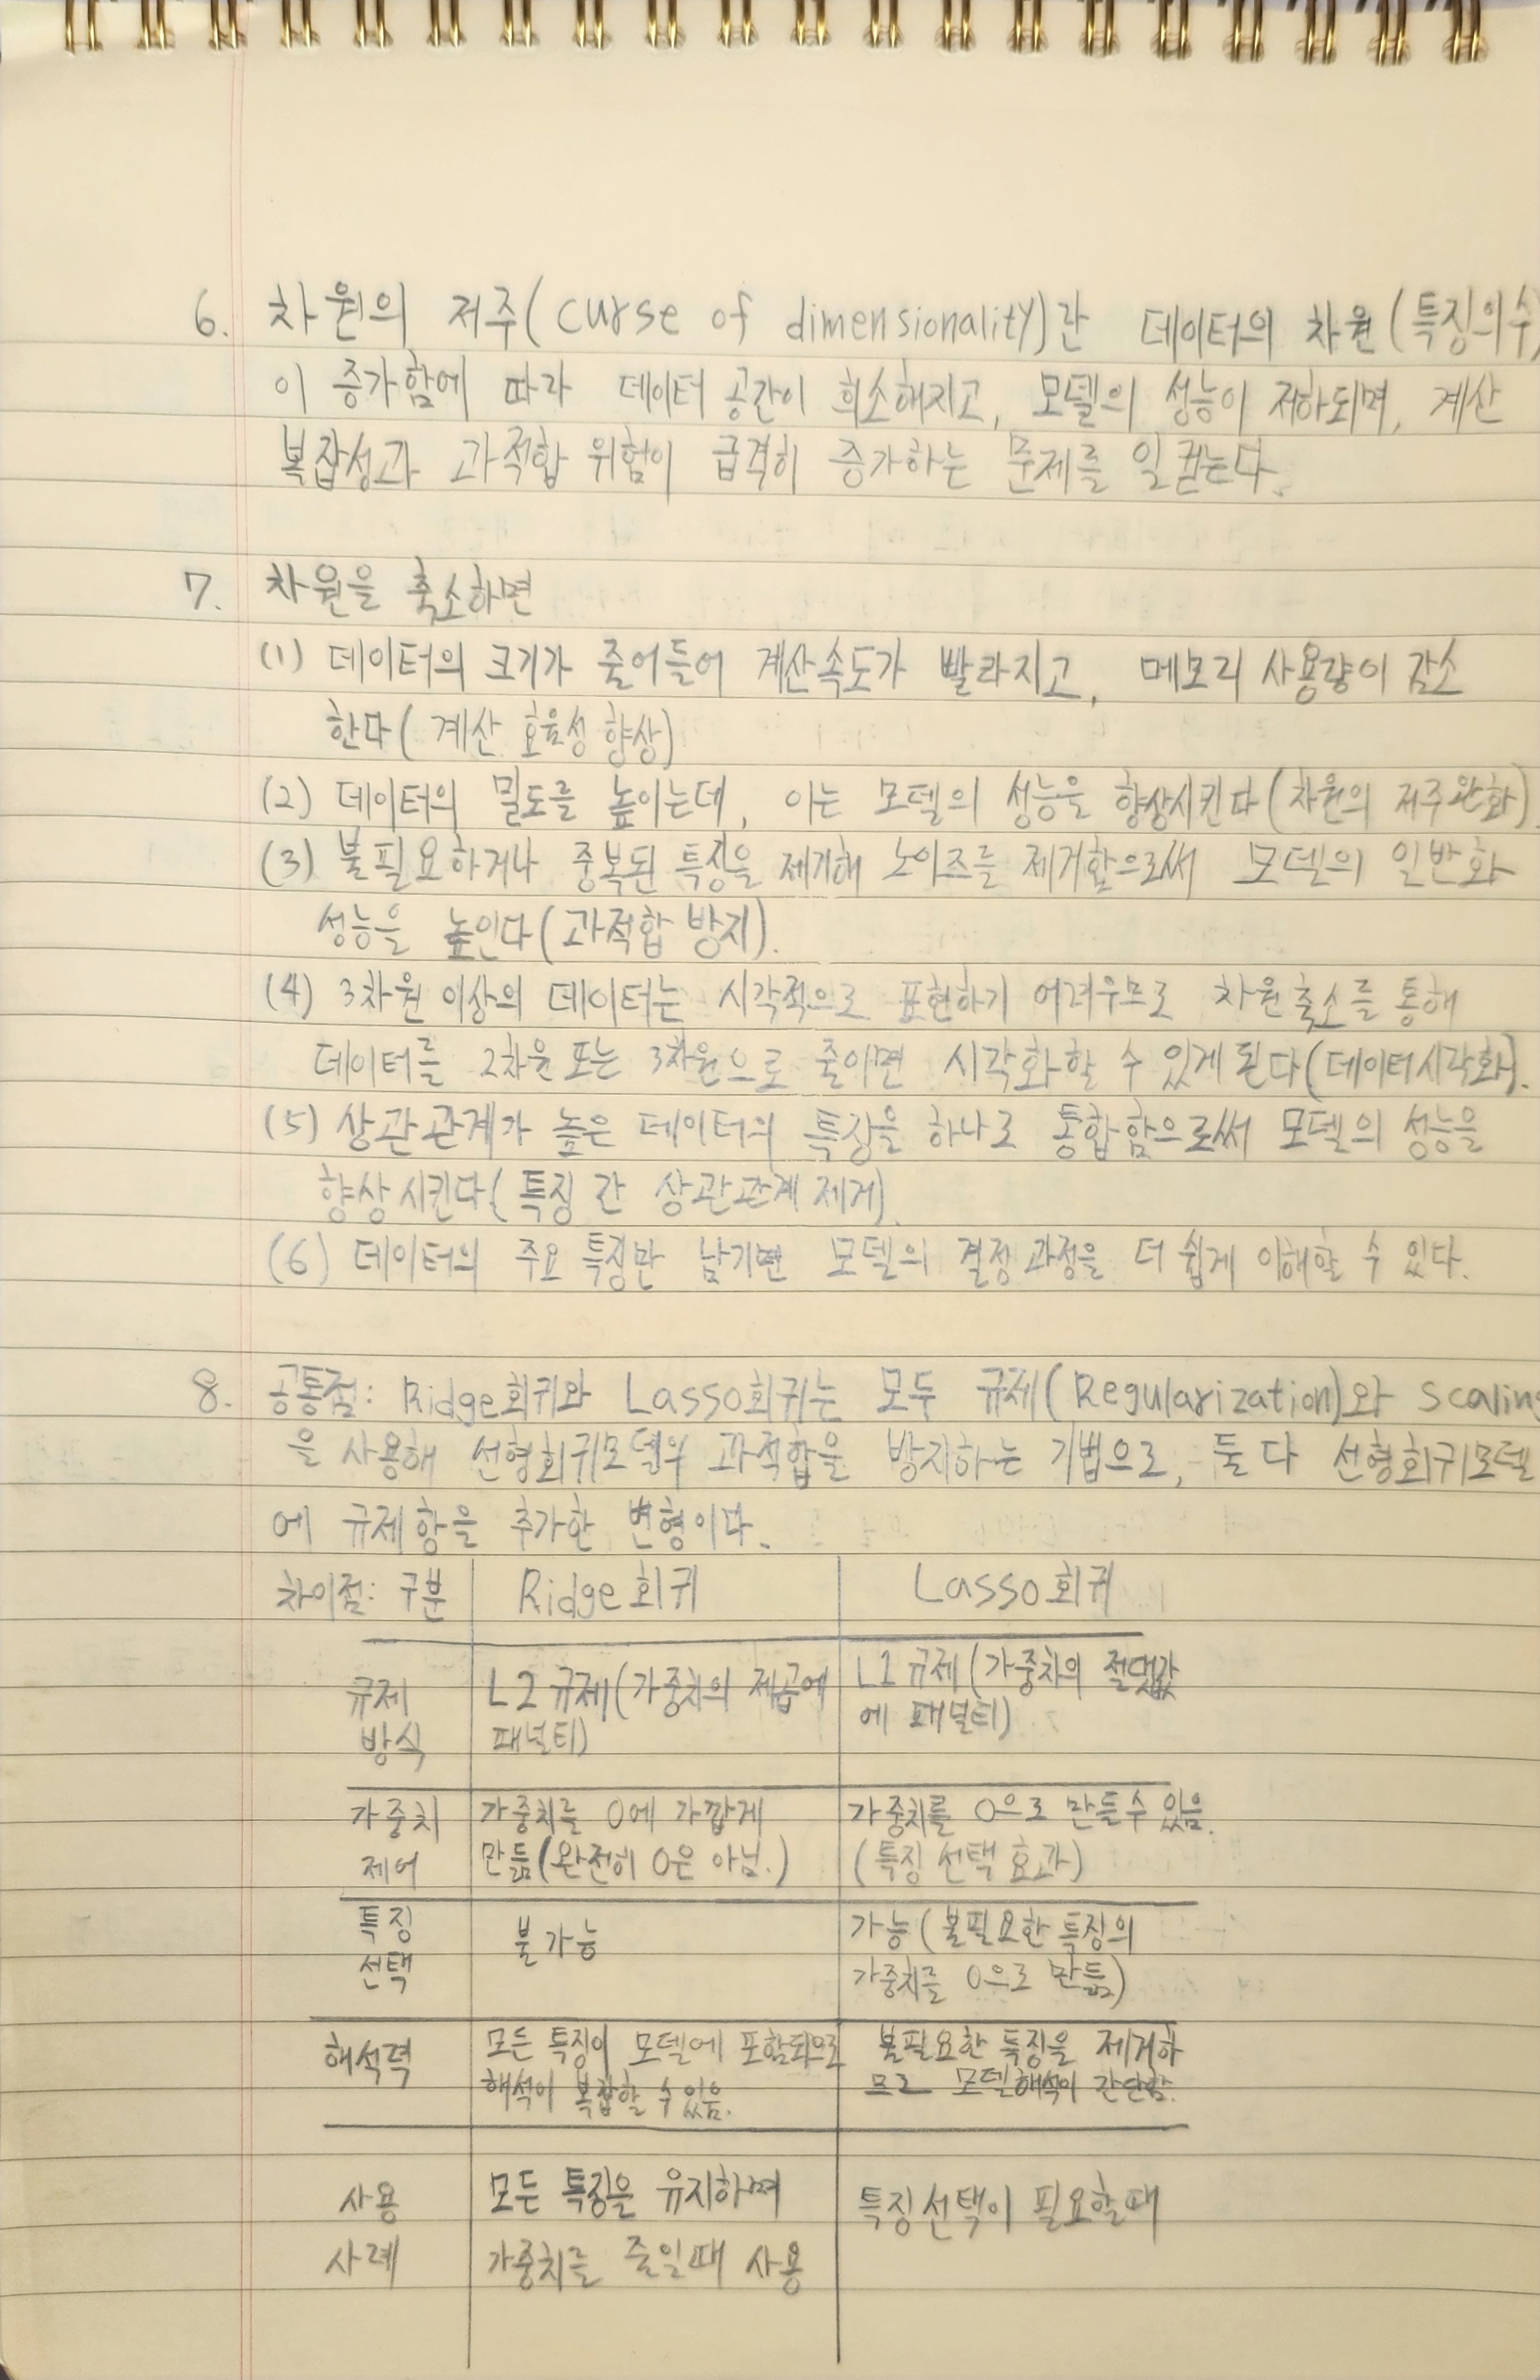 6. 차원의 저주(curse of dimensionality)란 데이터의 차원(특징의수)
이 증가함에 따라 데이터 공간이 희소해지고, 모델의 성능이 저하되며, 계산
복잡성과 과적합 위험이 급격히 증가하는 문제를 일컫는다.
7. 차원을 축소하면
(1) 데이터의 크기가 줄어들어 계산속도가 빨라지고, 메모리 사용량이 감소
한다(계산 효율성 향상)
(2) 데이터의 밀도를 높이는데, 이는 모델의 성능을 향상시킨다(차원의 저주완화).
(3) 불필요하거나 중복된 특징을 제거해 노이즈를 제거함으로써 모델의 일반화
성능을 높인다(과적합 방지).
(4) 3차원 이상의 데이터는 시각적으로 표현하기 어려우므로 차원축소를 통해
데이터를 2차원 또는 3차원으로 줄이면 시각화할 수 있게 된다(데이터시각화).
(5) 상관관계가 높은 데이터의 특징을 하나로 통합함으로써 모델의 성능을
향상시킨다(특징 간 상관관계 제거).
(6) 데이터의 주요 특징만 남기면 모델의 결정 과정을 더 쉽게 이해할 수 있다.
8. 공통점: Ridge회귀와 Lasso회귀는 모두 규제(Regularization)와 Scaling
을 사용해 선형회귀모델의 과적합을 방지하는 기법으로, 둘 다 선형회귀모델
에 규제항을 추가한 변형이다.
차이점: 구분 Ridge회귀 Lasso회귀
규제 L2 규제(가중치의 제곱에 L1 규제(가중치의 절댓값
방식 패널티) 에 패널티)
가중치 가중치를 0에 가깝게 가중치를 0으로 만들수 있음.
제어 만듦(완전히 0은 아님.) (특징 선택 효과)
특징 불가능 가능(불필요한 특징의
선택 가중치를 0으로 만듦)
해석력 모든 특징이 모델에 포함되므로 불필요한 특징을 제거하
해석이 복잡할 수 있음. 므로 모델해석이 간단함.
사용 모든 특징을 유지하며 특징선택이 필요할때
사례 가중치를 줄일때 사용